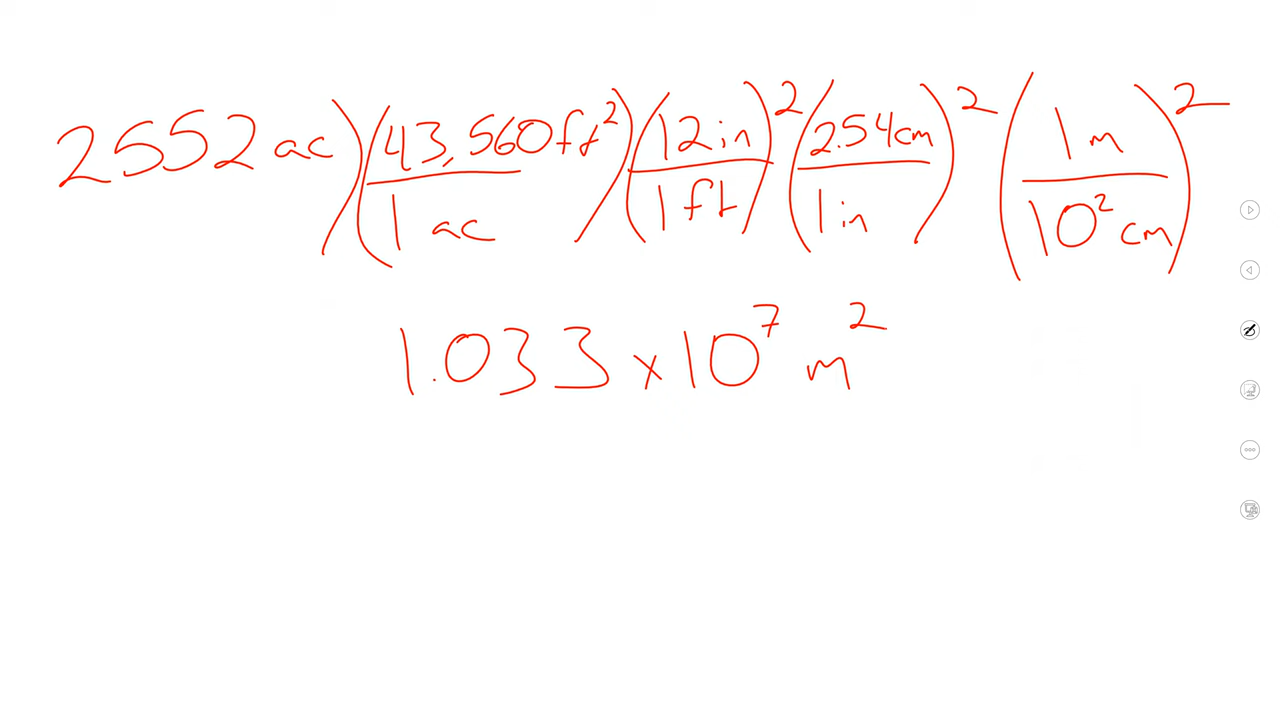 2552 ac)(43,560 ft²/1 ac)(12 in/1 ft)²(2.54 cm/1 in)²(1 m/10² cm)²
1.033 x 10⁷ m²